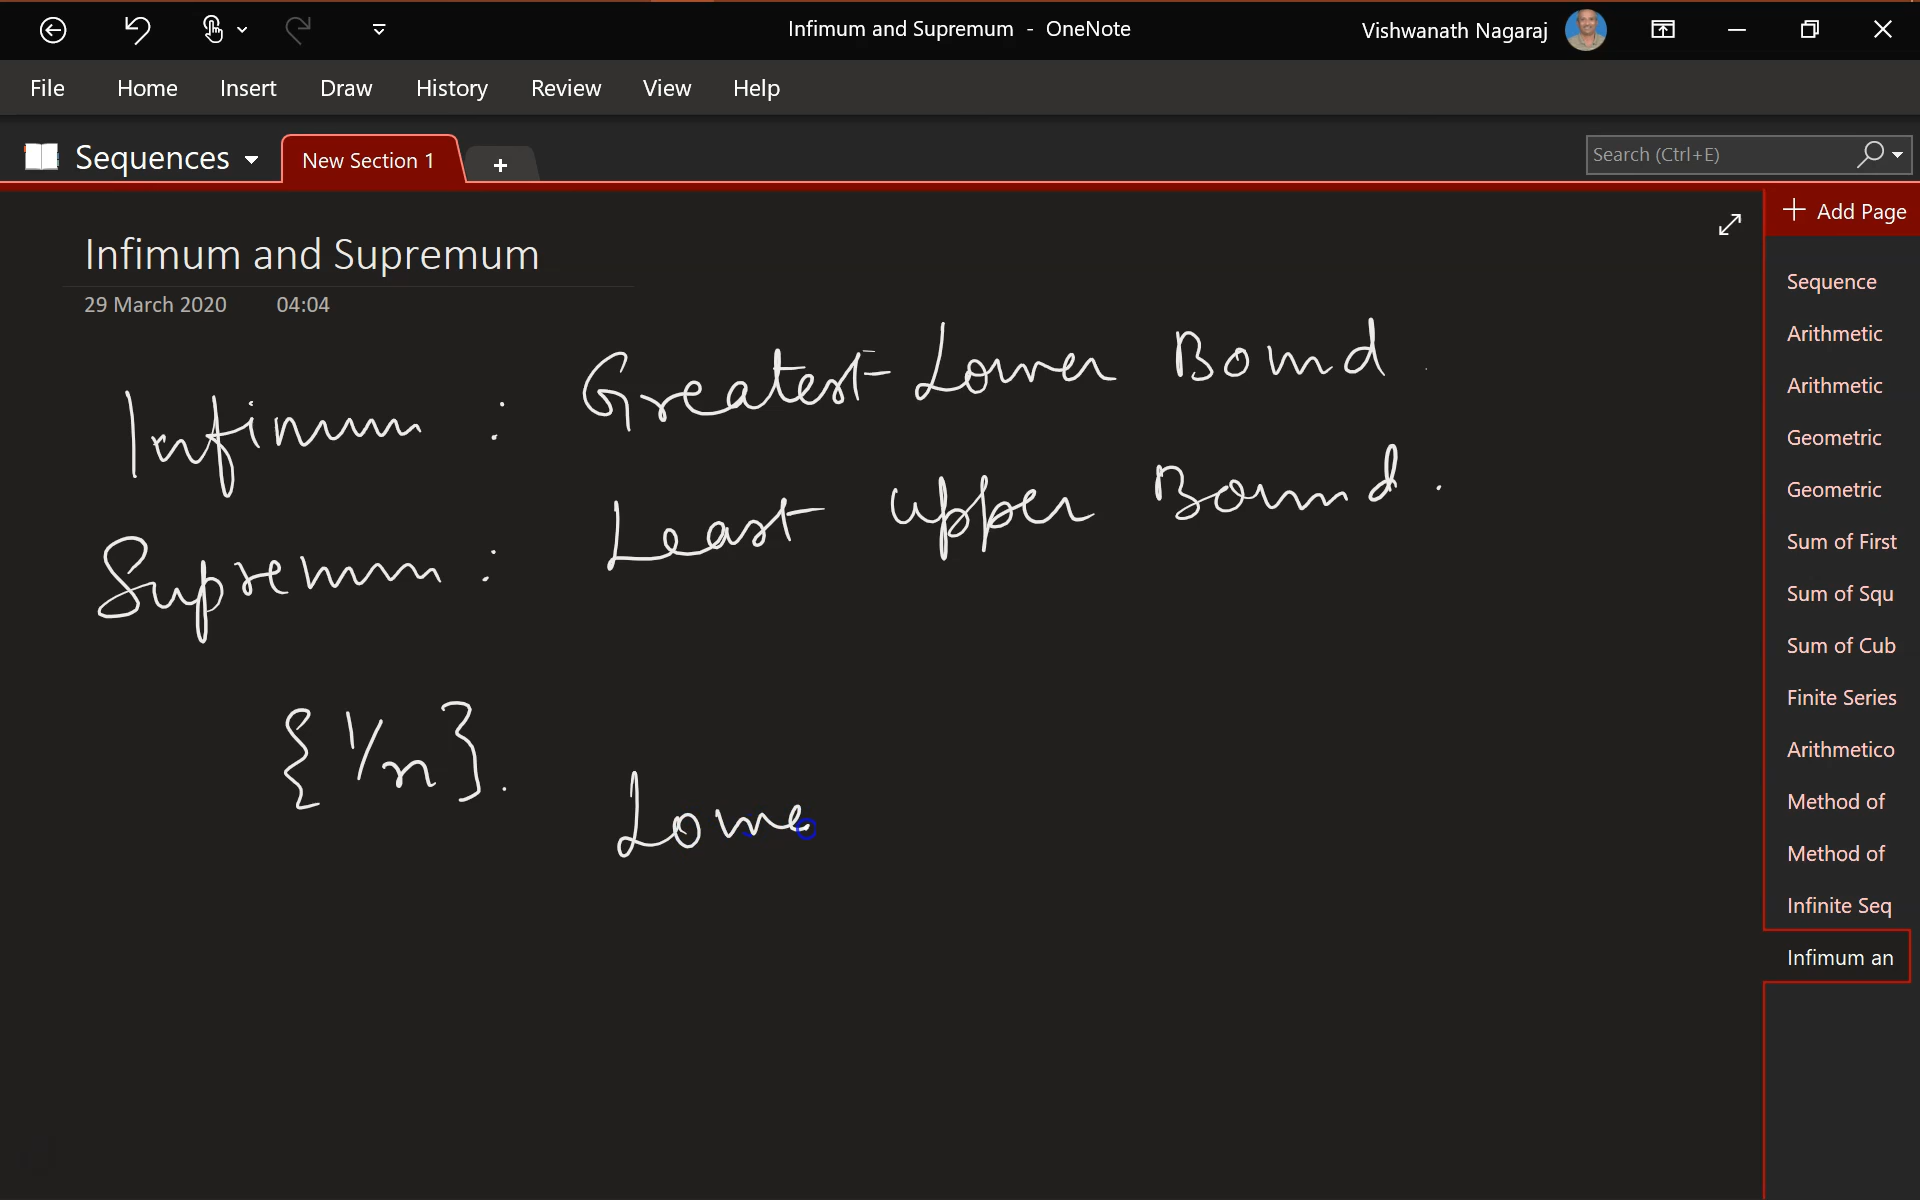 Infimum and Supremum - OneNote
Vishwanath Nagaraj
File Home Insert Draw History Review View Help
Sequences
New Section 1
+
Search (Ctrl+E)
Add Page
Infimum and Supremum
29 March 2020 04:04
Infimum : Greatest Lower Bound.
Supremum : Least upper Bound.
{1/n}.
Lowe
Sequence
Arithmetic
Arithmetic
Geometric
Geometric
Sum of First
Sum of Squ
Sum of Cub
Finite Series
Arithmetico
Method of
Method of
Infinite Seq
Infimum an